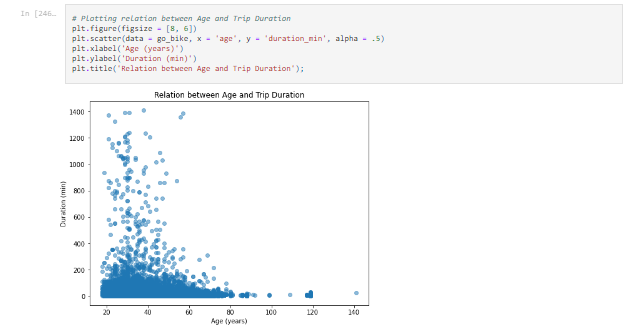 In [246…
# Plotting relation between Age and Trip Duration
plt.figure(figsize = [8, 6])
plt.scatter(data = go_bike, x = 'age', y = 'duration_min', alpha = .5)
plt.xlabel('Age (years)')
plt.ylabel('Duration (min)')
plt.title('Relation between Age and Trip Duration');
Relation between Age and Trip Duration
1400
1200
1000
800
600
400
200
0
Duration (min)
20 40 60 80 100 120 140
Age (years)